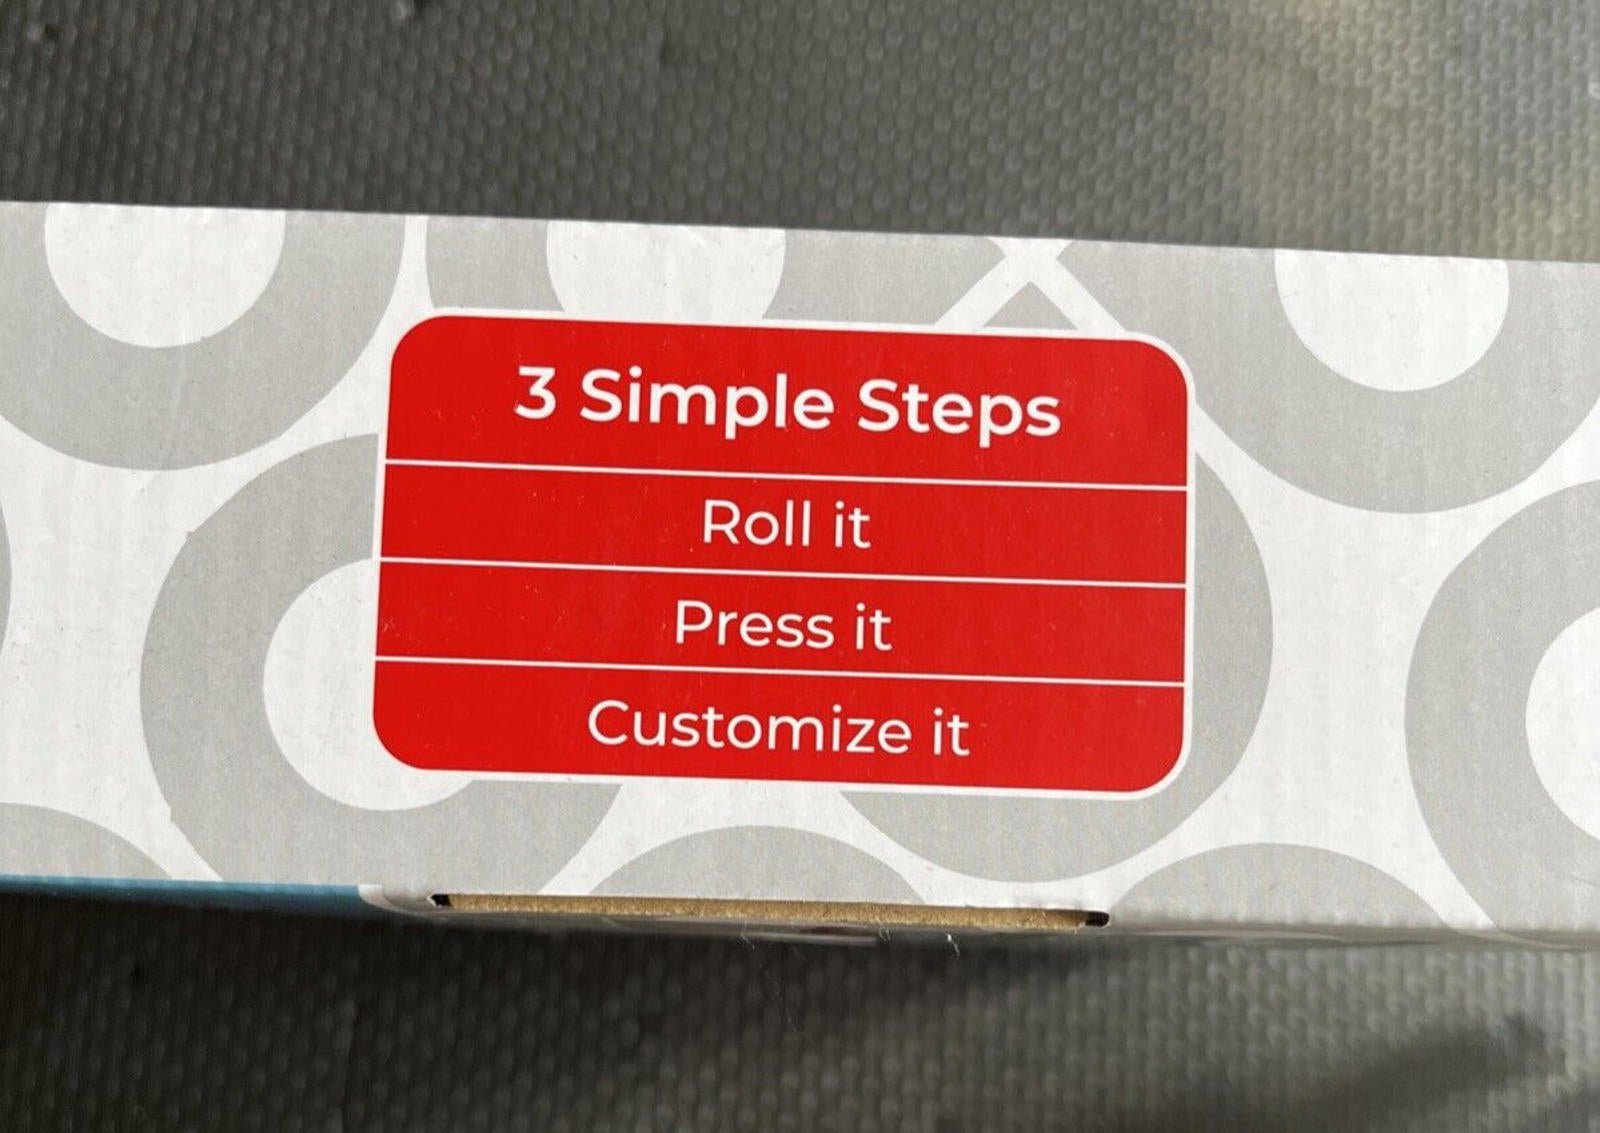 3 Simple Steps
Roll it
Press it
Customize it